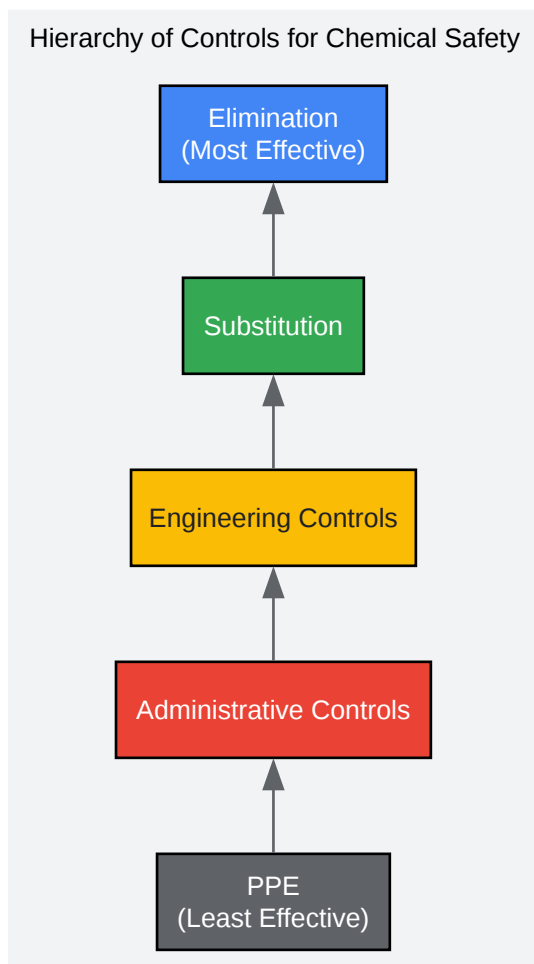 Hierarchy of Controls for Chemical Safety
Elimination
(Most Effective)
Substitution
Engineering Controls
Administrative Controls
PPE
(Least Effective)